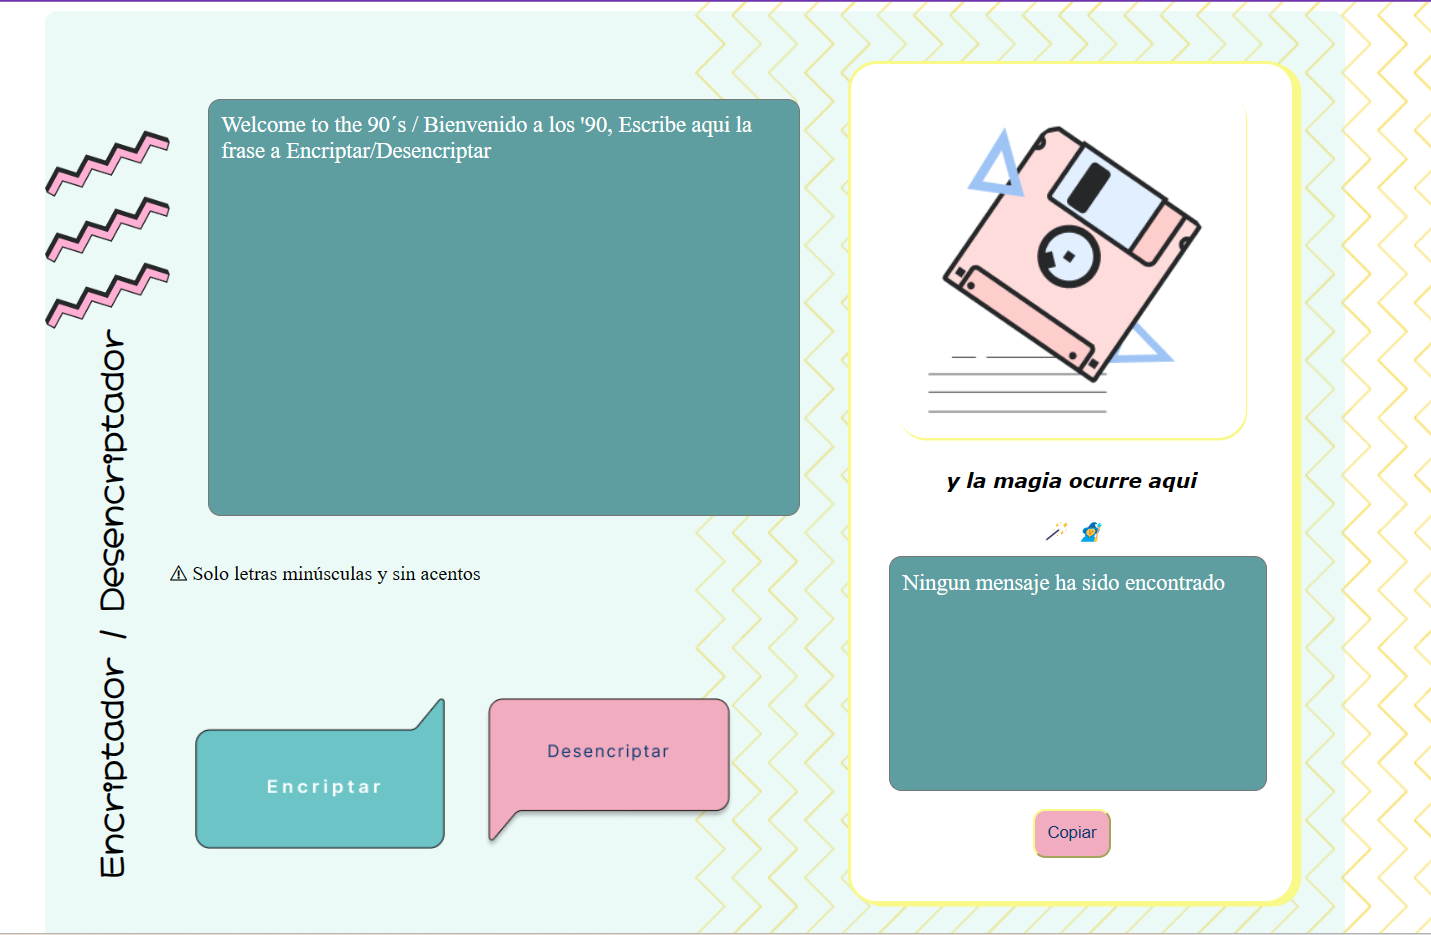 Encriptador / Desencriptador
Welcome to the 90´s / Bienvenido a los '90, Escribe aqui la
frase a Encriptar/Desencriptar
⚠ Solo letras minúsculas y sin acentos
Encriptar
Desencriptar
y la magia ocurre aqui
Ningun mensaje ha sido encontrado
Copiar